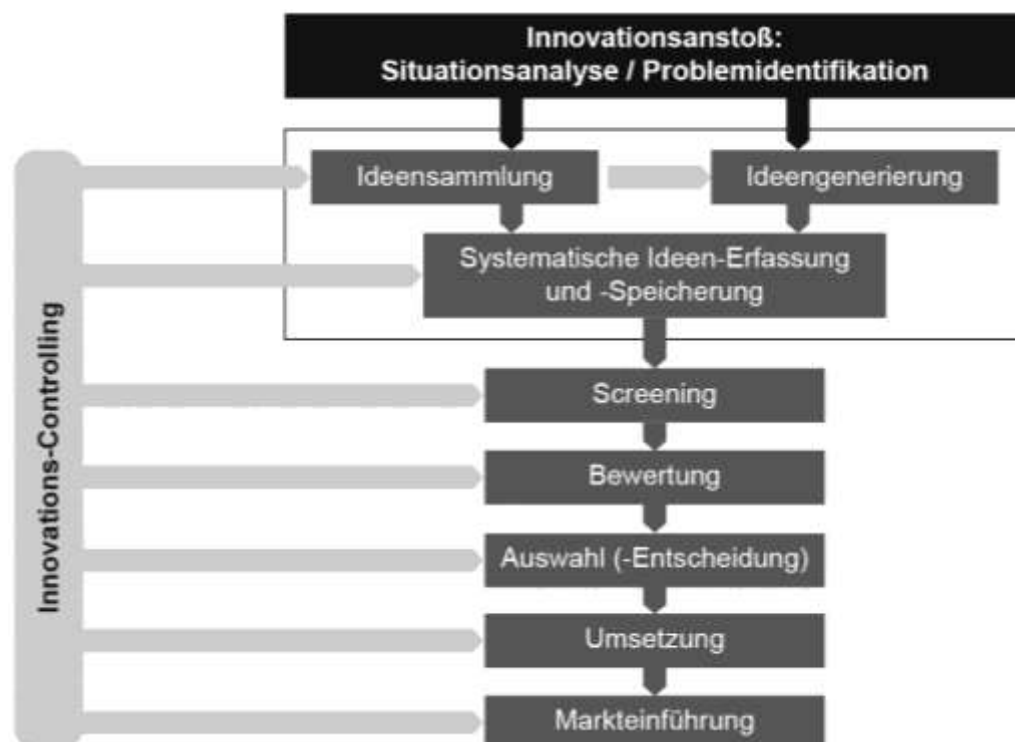 Innovationsanstoß:
Situationsanalyse / Problemidentifikation
Ideensammlung
Ideengenerierung
Systematische Ideen-Erfassung
und -Speicherung
Innovations-Controlling
Screening
Bewertung
Auswahl (-Entscheidung)
Umsetzung
Markteinführung